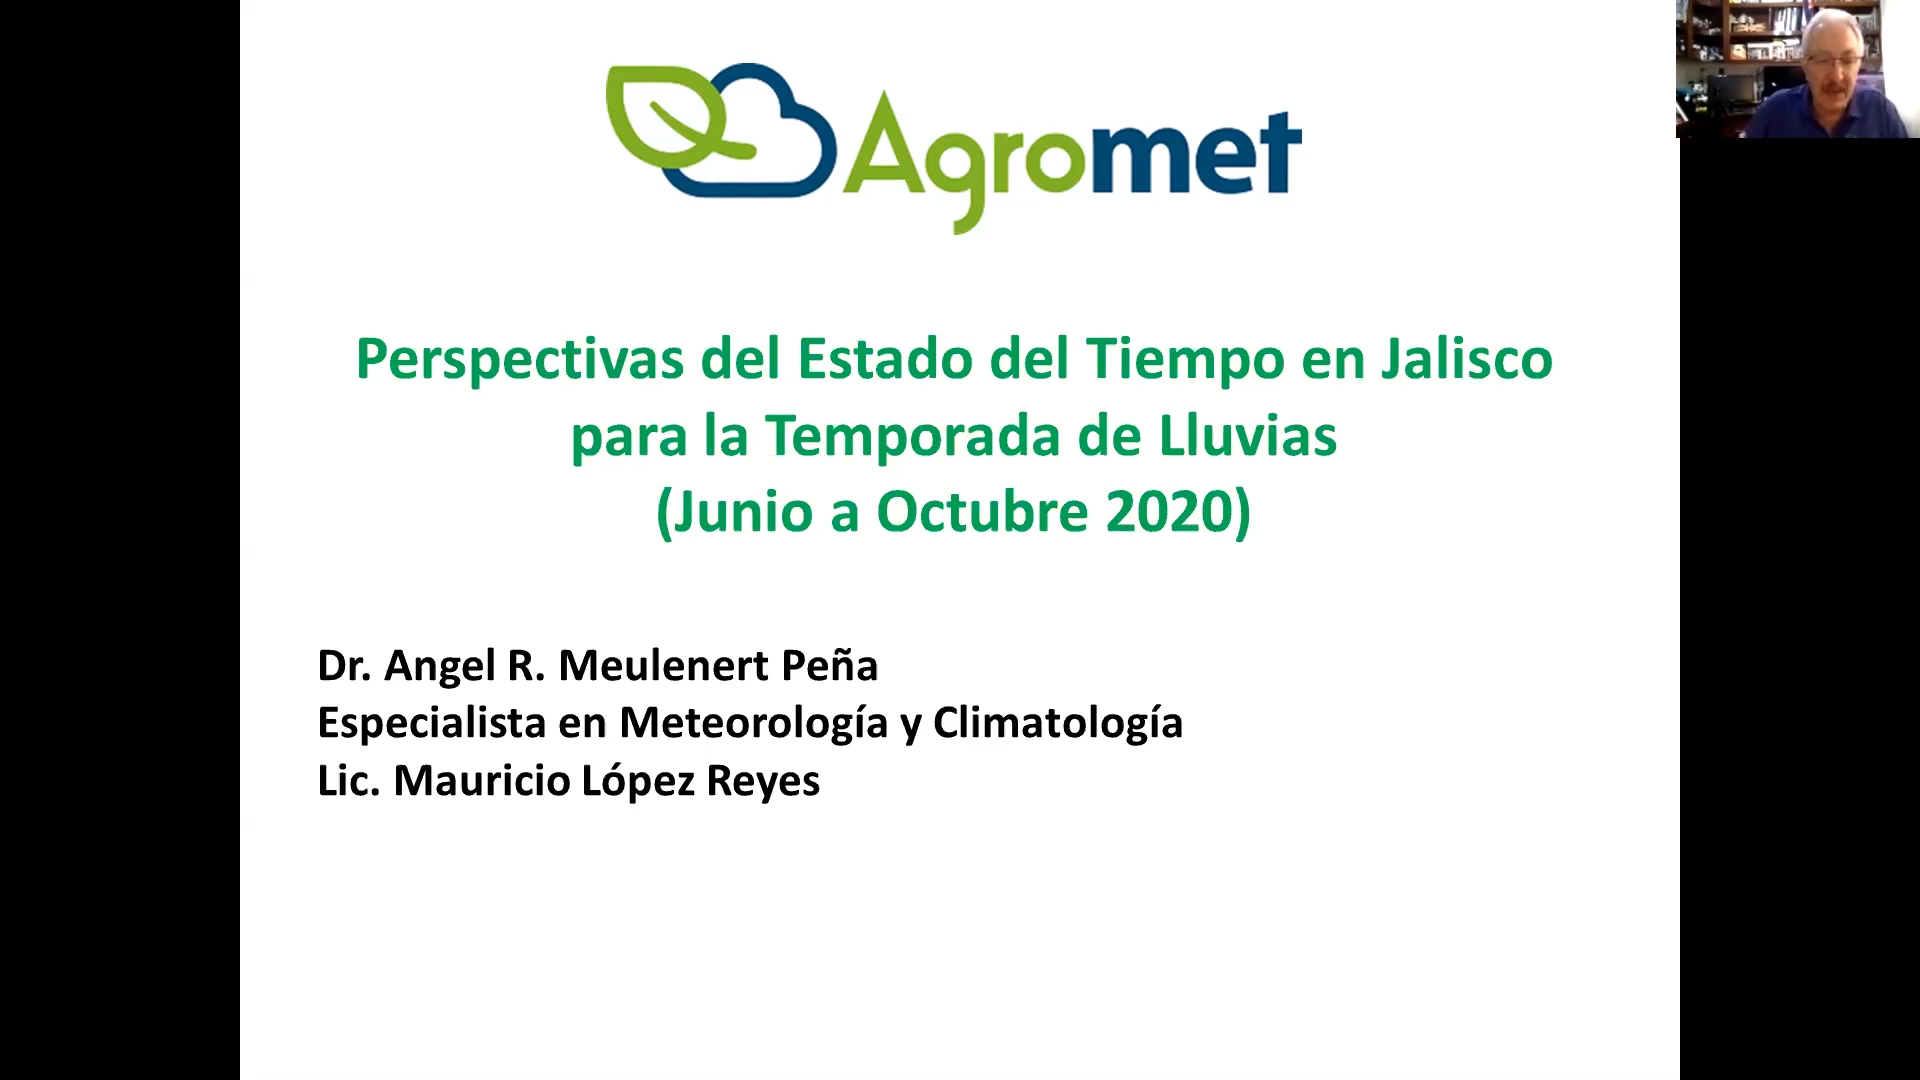 Agromet
Perspectivas del Estado del Tiempo en Jalisco
para la Temporada de Lluvias
(Junio a Octubre 2020)
Dr. Angel R. Meulenert Peña
Especialista en Meteorología y Climatología
Lic. Mauricio López Reyes